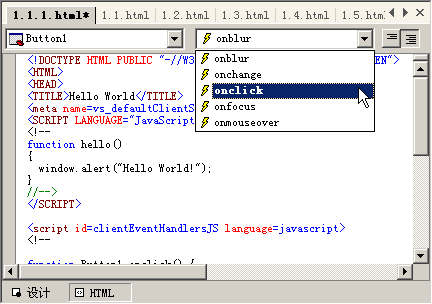 1.1.1.html* 1.1.html 1.2.html 1.3.html 1.4.html 1.5.html
Button1 onblur
onblur
onchange
onclick
onfocus
onmouseover
<!DOCTYPE HTML PUBLIC "-//W3 EN">
<HTML>
<HEAD>
<TITLE>Hello World</TITLE>
<meta name=vs_defaultClientS
<SCRIPT LANGUAGE="JavaScript
<!--
function hello()
{
window.alert("Hello World!");
}
//-->
</SCRIPT>
<script id=clientEventHandlersJS language=javascript>
<!--
function Button1_onclick() {
设计 HTML